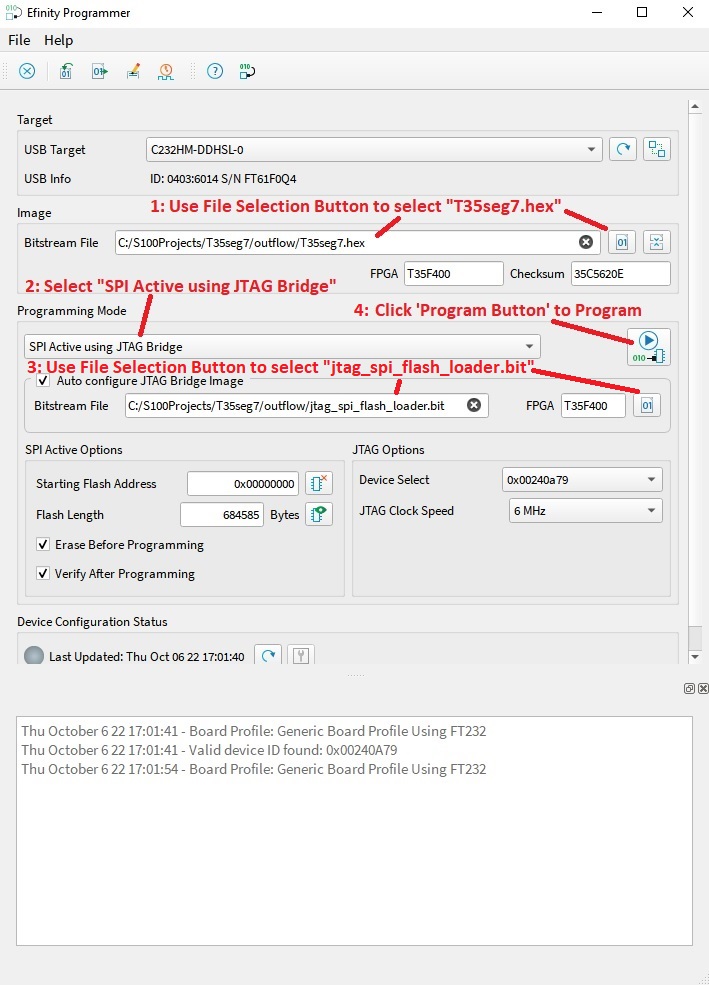 Efinity Programmer
File Help
Target
USB Target C232HM-DDHSL-0
USB Info ID: 0403:6014 S/N FT61F0Q4
1: Use File Selection Button to select "T35seg7.hex"
Image
Bitstream File C:/S100Projects/T35seg7/outflow/T35seg7.hex
FPGA T35F400 Checksum 35C5620E
2: Select "SPI Active using JTAG Bridge"
4: Click 'Program Button' to Program
Programming Mode
SPI Active using JTAG Bridge
3: Use File Selection Button to select "jtag_spi_flash_loader.bit"
Auto configure JTAG Bridge Image
Bitstream File C:/S100Projects/T35seg7/outflow/jtag_spi_flash_loader.bit FPGA T35F400
SPI Active Options JTAG Options
Starting Flash Address 0x00000000 Device Select 0x00240a79
Flash Length 684585 Bytes JTAG Clock Speed 6 MHz
Erase Before Programming
Verify After Programming
Device Configuration Status
Last Updated: Thu Oct 06 22 17:01:40
Thu October 6 22 17:01:41 - Board Profile: Generic Board Profile Using FT232
Thu October 6 22 17:01:41 - Valid device ID found: 0x00240A79
Thu October 6 22 17:01:54 - Board Profile: Generic Board Profile Using FT232